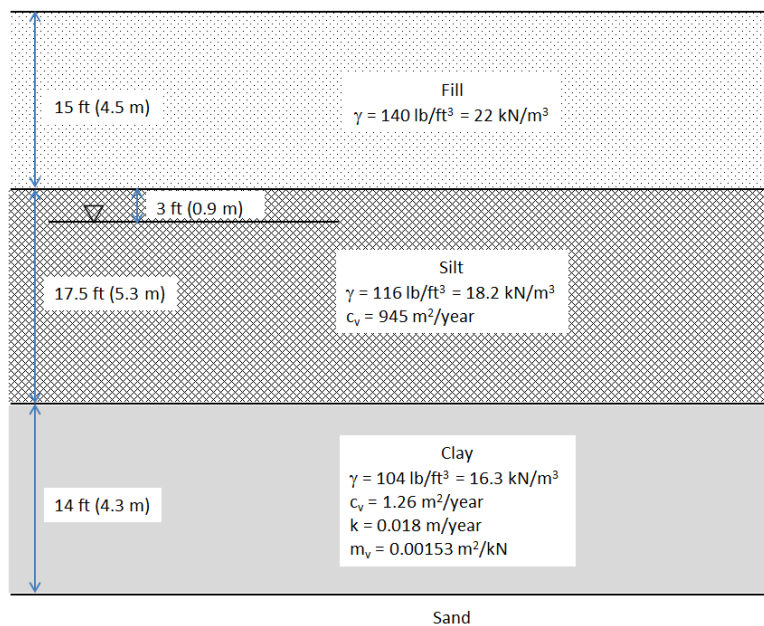 Fill
γ = 140 lb/ft³ = 22 kN/m³
15 ft (4.5 m)
3 ft (0.9 m)
Silt
γ = 116 lb/ft³ = 18.2 kN/m³
cᵥ = 945 m²/year
17.5 ft (5.3 m)
Clay
γ = 104 lb/ft³ = 16.3 kN/m³
cᵥ = 1.26 m²/year
k = 0.018 m/year
mᵥ = 0.00153 m²/kN
14 ft (4.3 m)
Sand